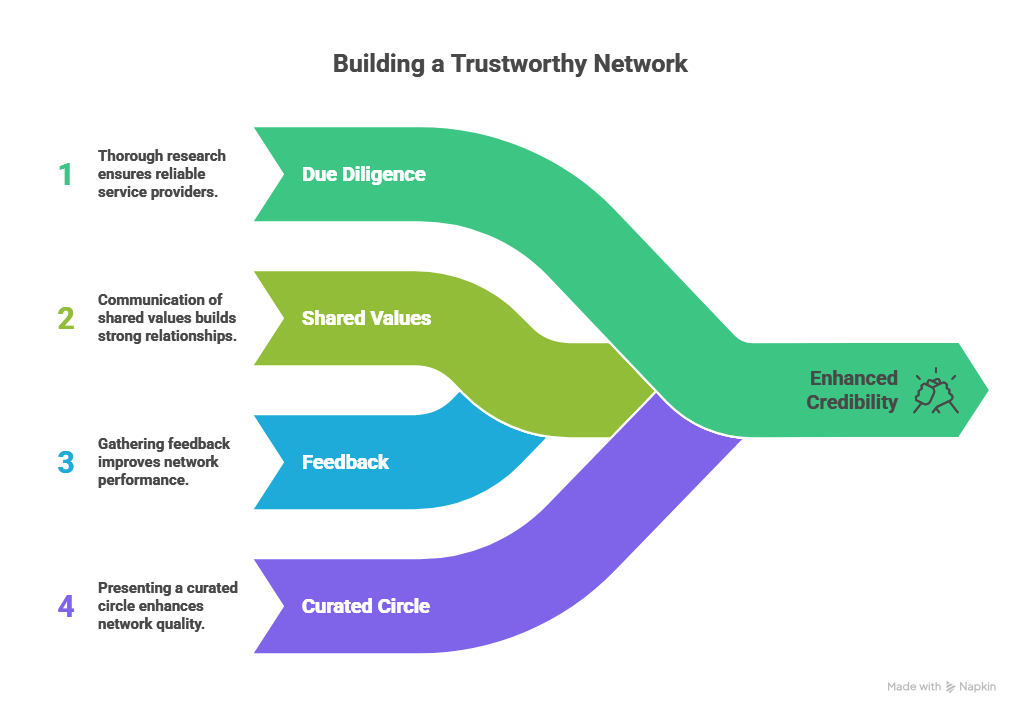 Building a Trustworthy Network
1
Thorough research
ensures reliable
service providers.
Due Diligence
2
Communication of
shared values builds
strong relationships.
Shared Values
Enhanced
Credibility
3
Gathering feedback
improves network
performance.
Feedback
4
Presenting a curated
circle enhances
network quality.
Curated Circle
Made with Napkin